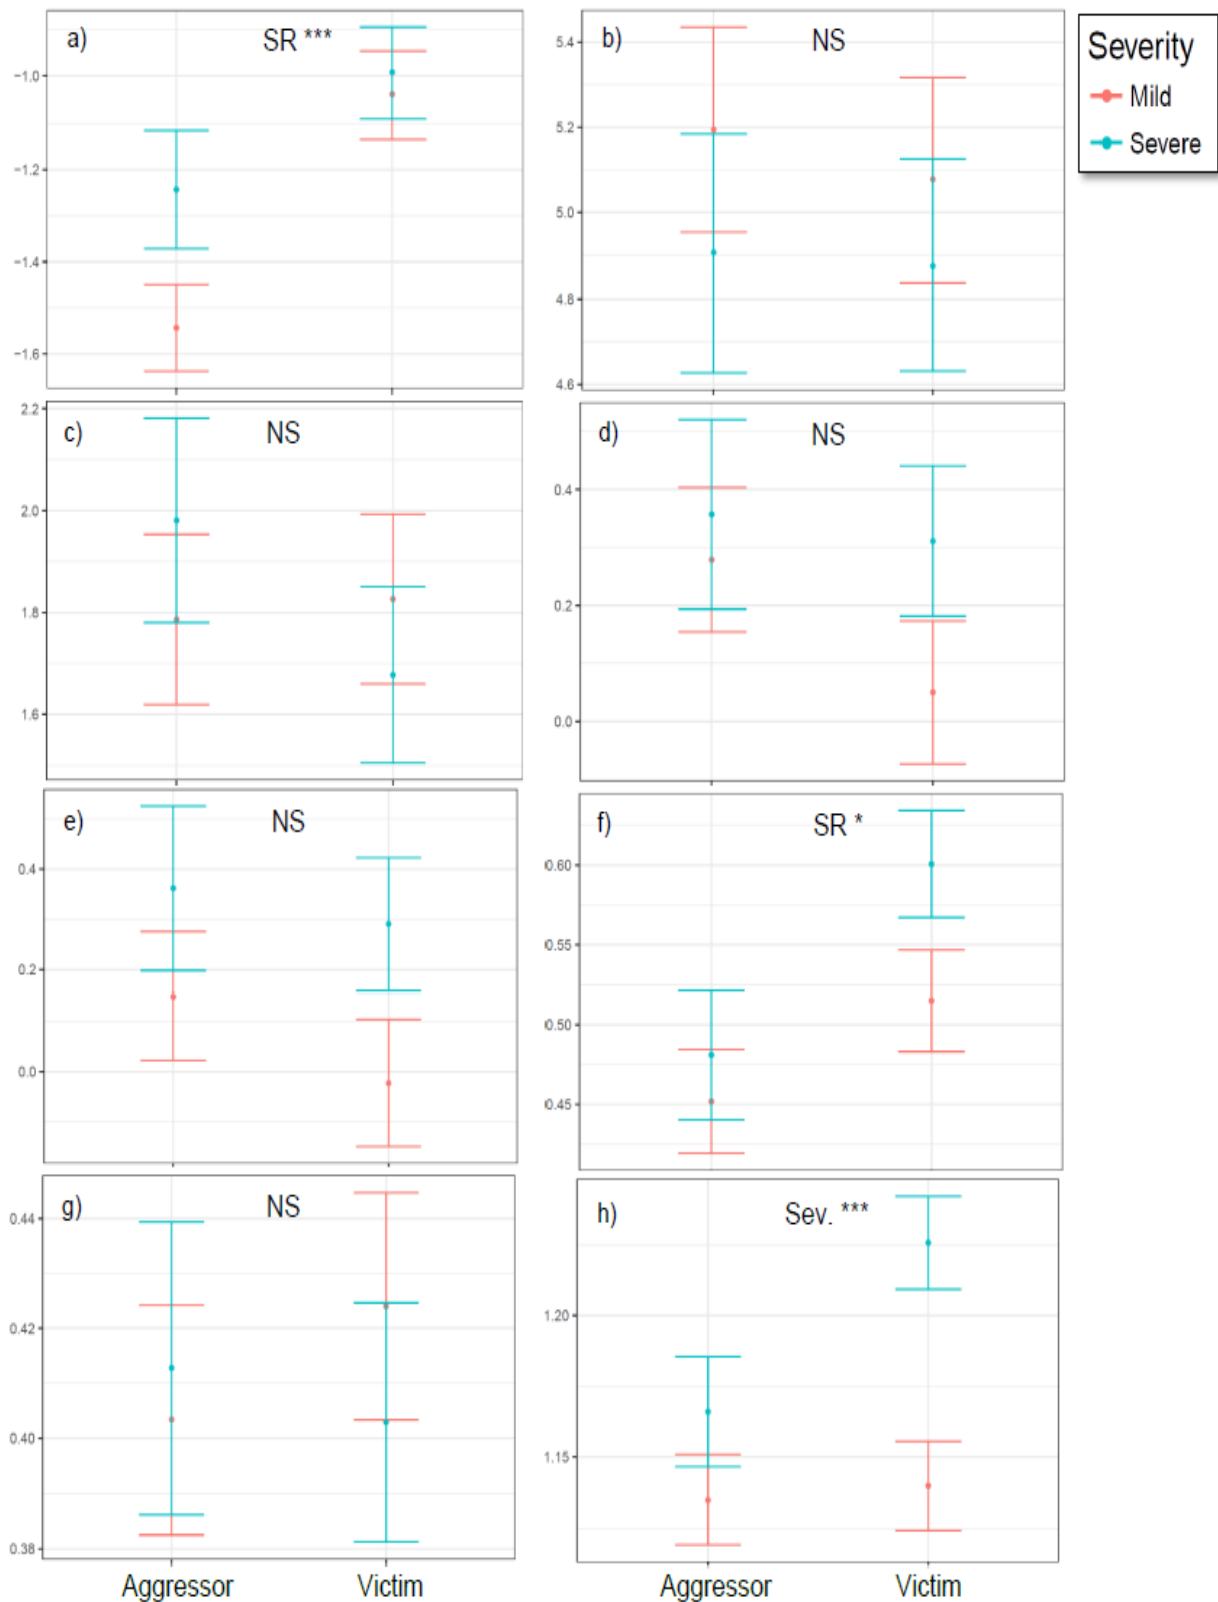 a) SR ***
−1.0
−1.2
−1.4
−1.6
b) NS
5.4
5.2
5.0
4.8
4.6
Severity
Mild
Severe
c) NS
2.2
2.0
1.8
1.6
d) NS
0.4
0.2
0.0
e) NS
0.4
0.2
0.0
f) SR *
0.60
0.55
0.50
0.45
g) NS
0.44
0.42
0.40
0.38
h) Sev. ***
1.20
1.15
Aggressor Victim
Aggressor Victim